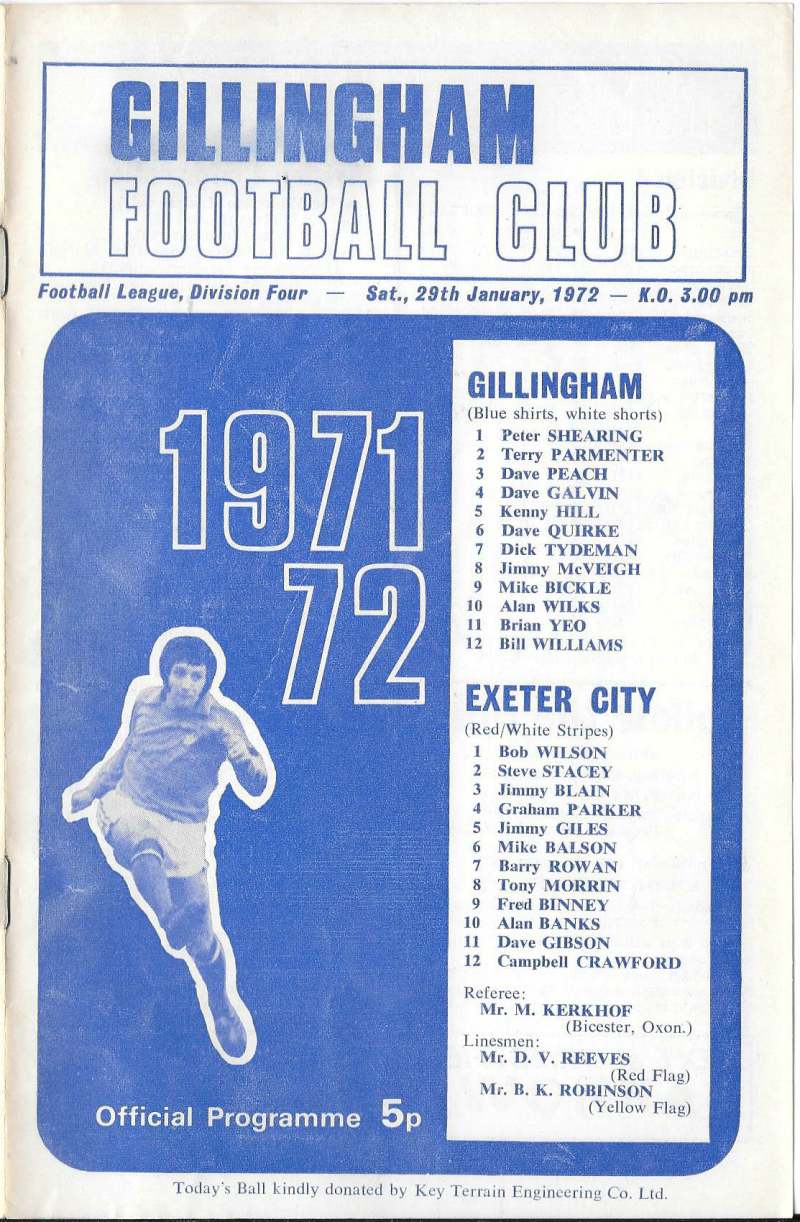 GILLINGHAM
FOOTBALL CLUB
Football League, Division Four — Sat., 29th January, 1972 — K.O. 3.00 pm
1971
72
GILLINGHAM
(Blue shirts, white shorts)
1 Peter SHEARING
2 Terry PARMENTER
3 Dave PEACH
4 Dave GALVIN
5 Kenny HILL
6 Dave QUIRKE
7 Dick TYDEMAN
8 Jimmy McVEIGH
9 Mike BICKLE
10 Alan WILKS
11 Brian YEO
12 Bill WILLIAMS
EXETER CITY
(Red/White Stripes)
1 Bob WILSON
2 Steve STACEY
3 Jimmy BLAIN
4 Graham PARKER
5 Jimmy GILES
6 Mike BALSON
7 Barry ROWAN
8 Tony MORRIN
9 Fred BINNEY
10 Alan BANKS
11 Dave GIBSON
12 Campbell CRAWFORD
Referee:
Mr. M. KERKHOF
(Bicester, Oxon.)
Linesmen:
Mr. D. V. REEVES
(Red Flag)
Mr. B. K. ROBINSON
(Yellow Flag)
Official Programme 5p
Today's Ball kindly donated by Key Terrain Engineering Co. Ltd.